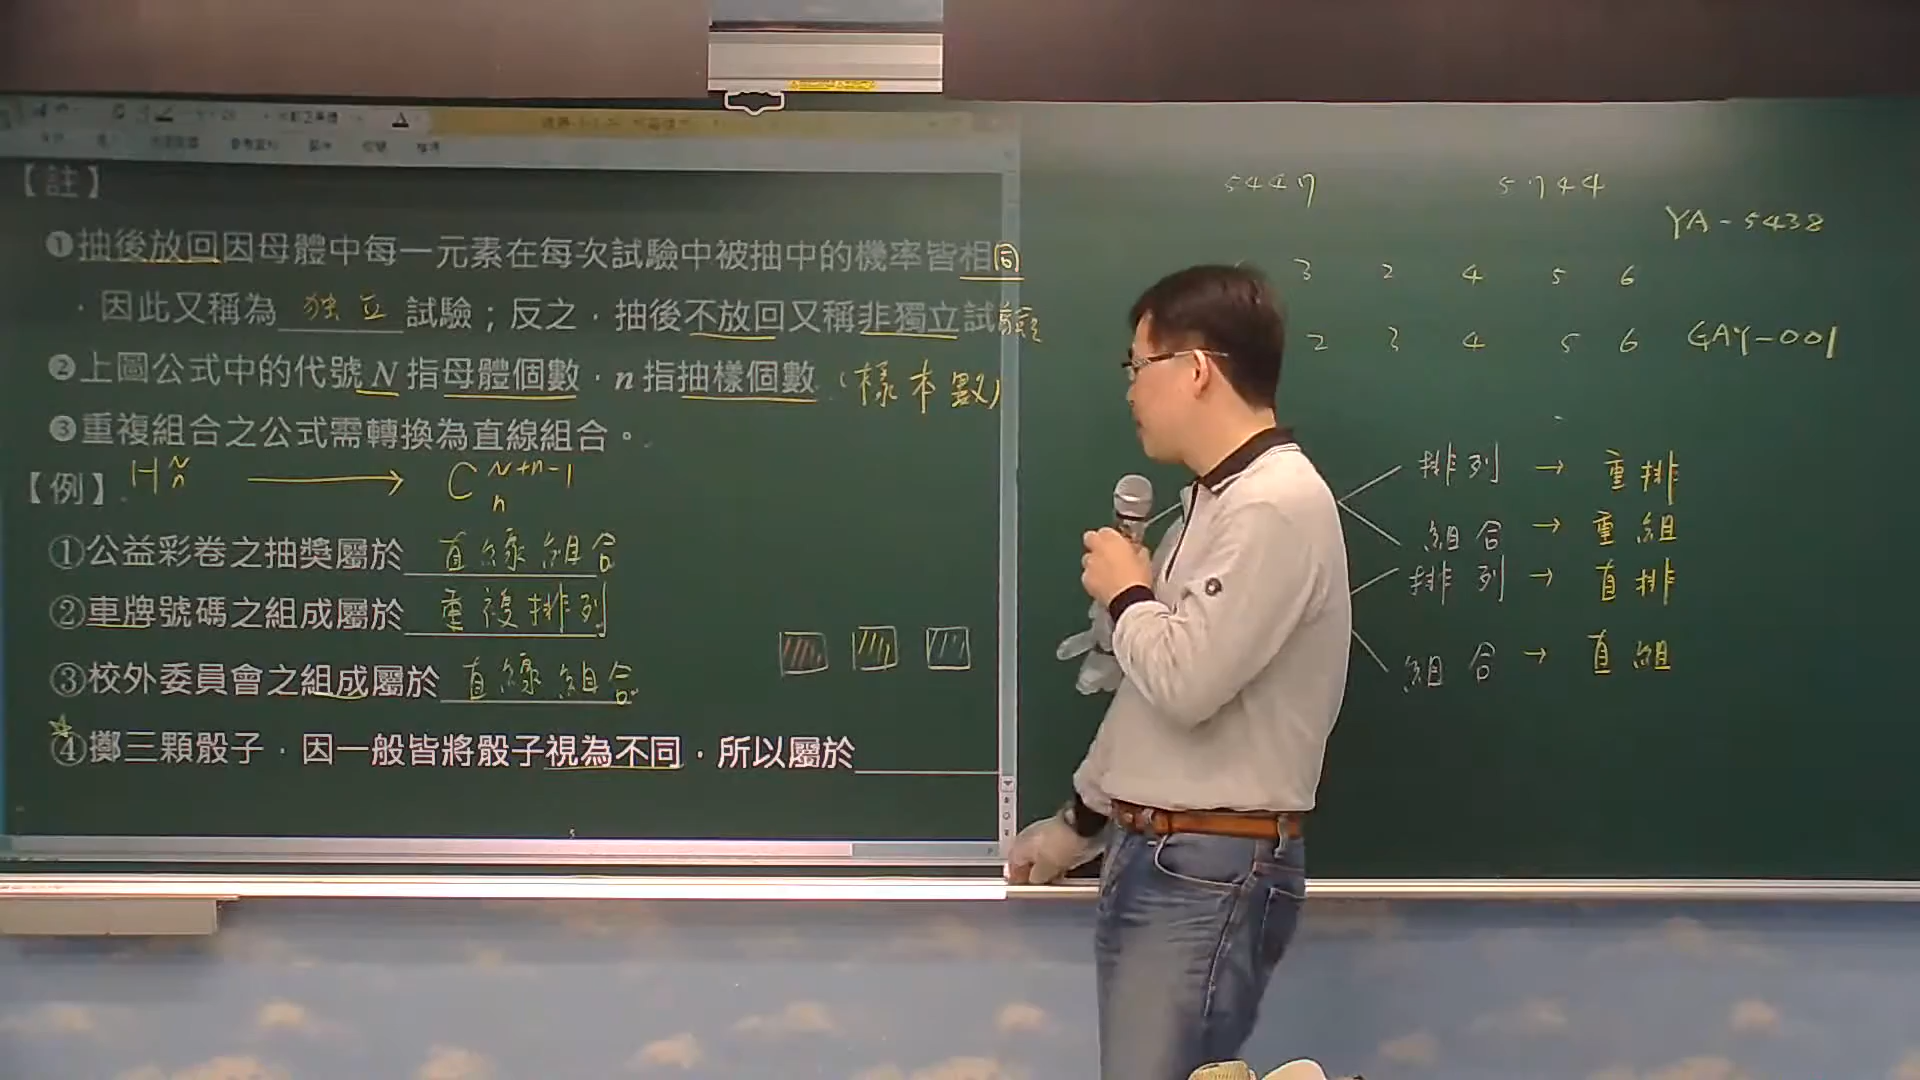 【註】
❶抽後放回因母體中每一元素在每次試驗中被抽中的機率皆相同
，因此又稱為 独立 試驗；反之，抽後不放回又稱非獨立試驗
❷上圖公式中的代號 N 指母體個數，n 指抽樣個數（樣本數）
❸重複組合之公式需轉換為直線組合。
【例】
H N n → C N+n-1 n
①公益彩卷之抽獎屬於 直線組合
②車牌號碼之組成屬於 重複排列
③校外委員會之組成屬於 直線組合
☆④擲三顆骰子，因一般皆將骰子視為不同，所以屬於
5447 5744
YA-5438
3 2 4 5 6
2 3 4 5 6 GAY-001
排列 → 重排
組合 → 重組
排列 → 直排
組合 → 直組